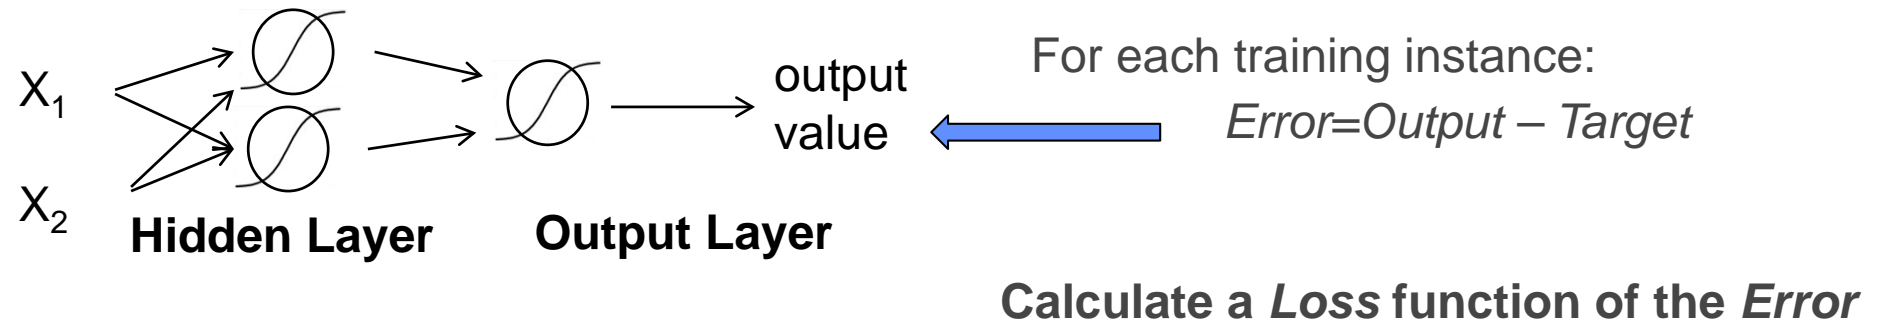 X₁
X₂
Hidden Layer
Output Layer
output
value
For each training instance:
Error=Output – Target
Calculate a Loss function of the Error